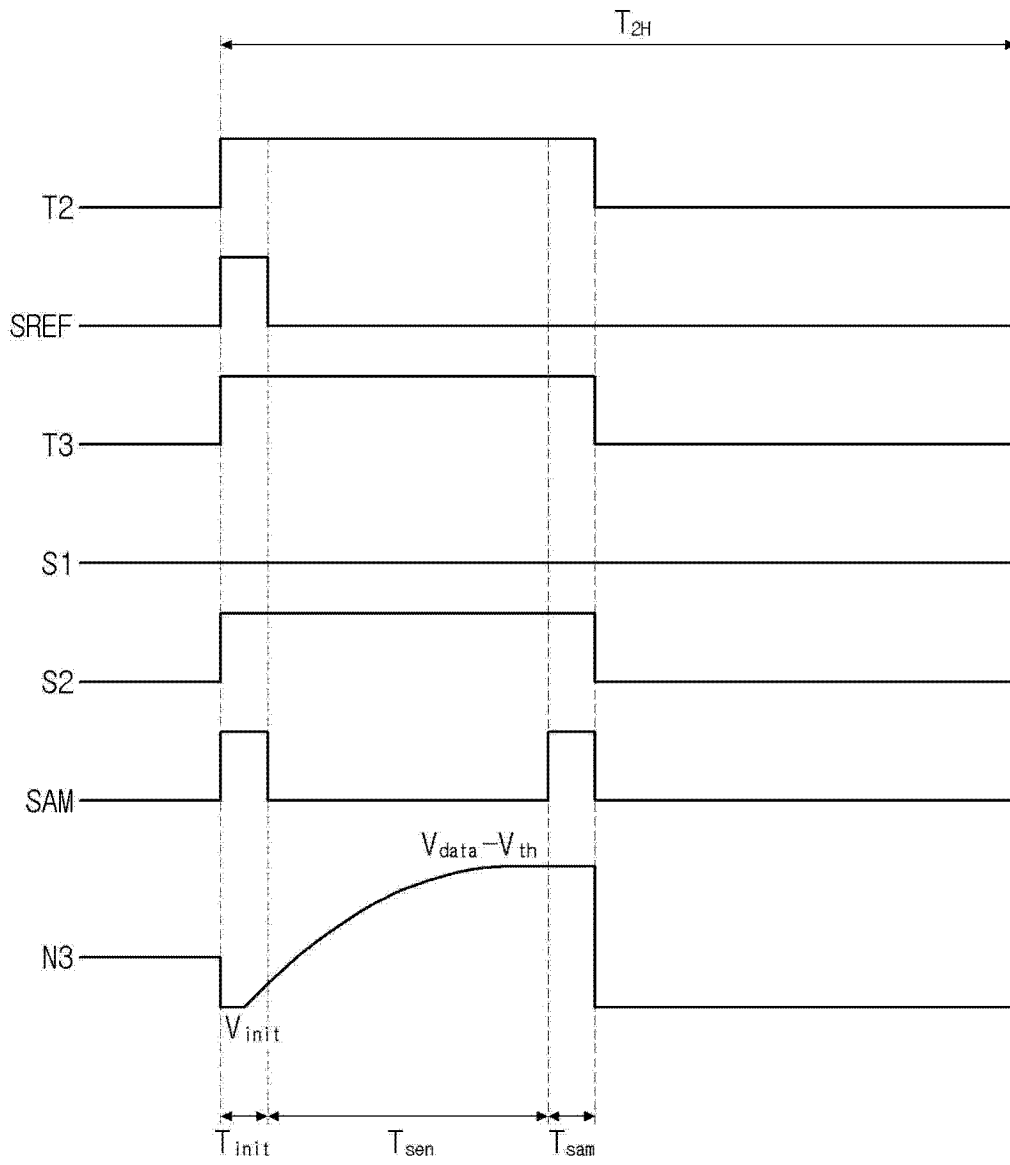 T2H
T2
SREF
T3
S1
S2
SAM
Vdata-Vth
N3
Vinit
Tinit Tsen Tsam